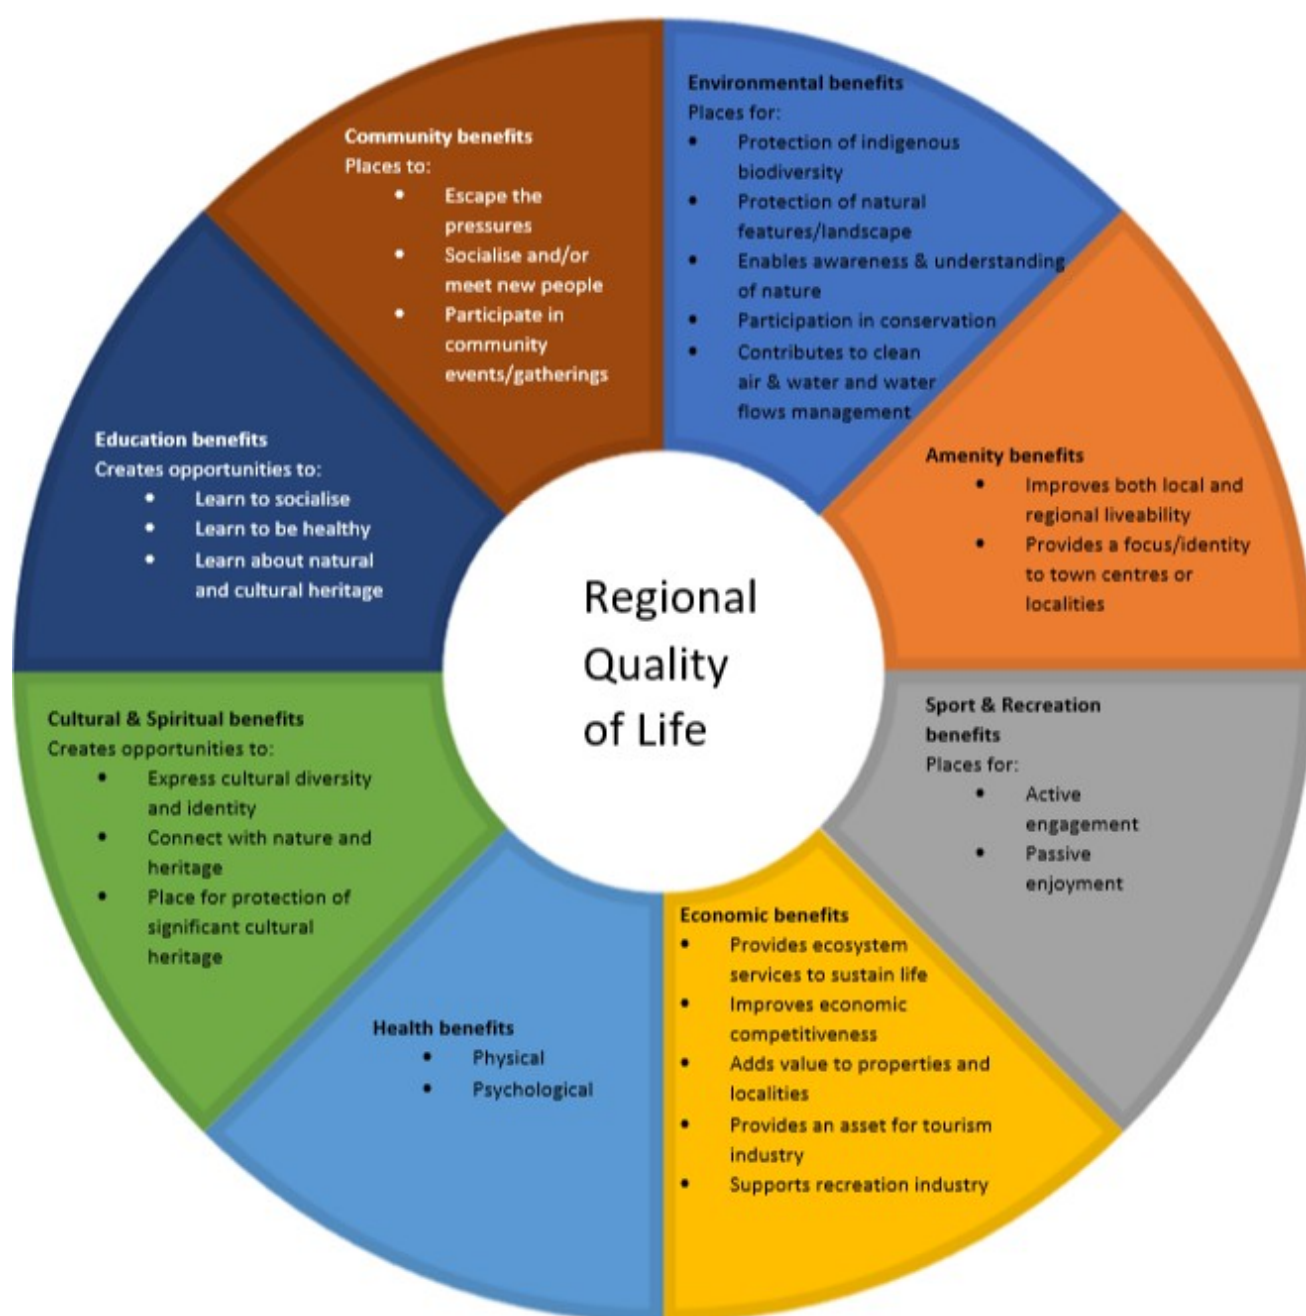 Environmental benefits
Places for:
• Protection of indigenous
biodiversity
• Protection of natural
features/landscape
• Enables awareness & understanding
of nature
• Participation in conservation
• Contributes to clean
air & water and water
flows management
Amenity benefits
• Improves both local and
regional liveability
• Provides a focus/identity
to town centres or
localities
Sport & Recreation
benefits
Places for:
• Active
engagement
• Passive
enjoyment
Economic benefits
• Provides ecosystem
services to sustain life
• Improves economic
competitiveness
• Adds value to properties and
localities
• Provides an asset for tourism
industry
• Supports recreation industry
Health benefits
• Physical
• Psychological
Cultural & Spiritual benefits
Creates opportunities to:
• Express cultural diversity
and identity
• Connect with nature and
heritage
• Place for protection of
significant cultural
heritage
Education benefits
Creates opportunities to:
• Learn to socialise
• Learn to be healthy
• Learn about natural
and cultural heritage
Community benefits
Places to:
• Escape the
pressures
• Socialise and/or
meet new people
• Participate in
community
events/gatherings
Regional
Quality
of Life